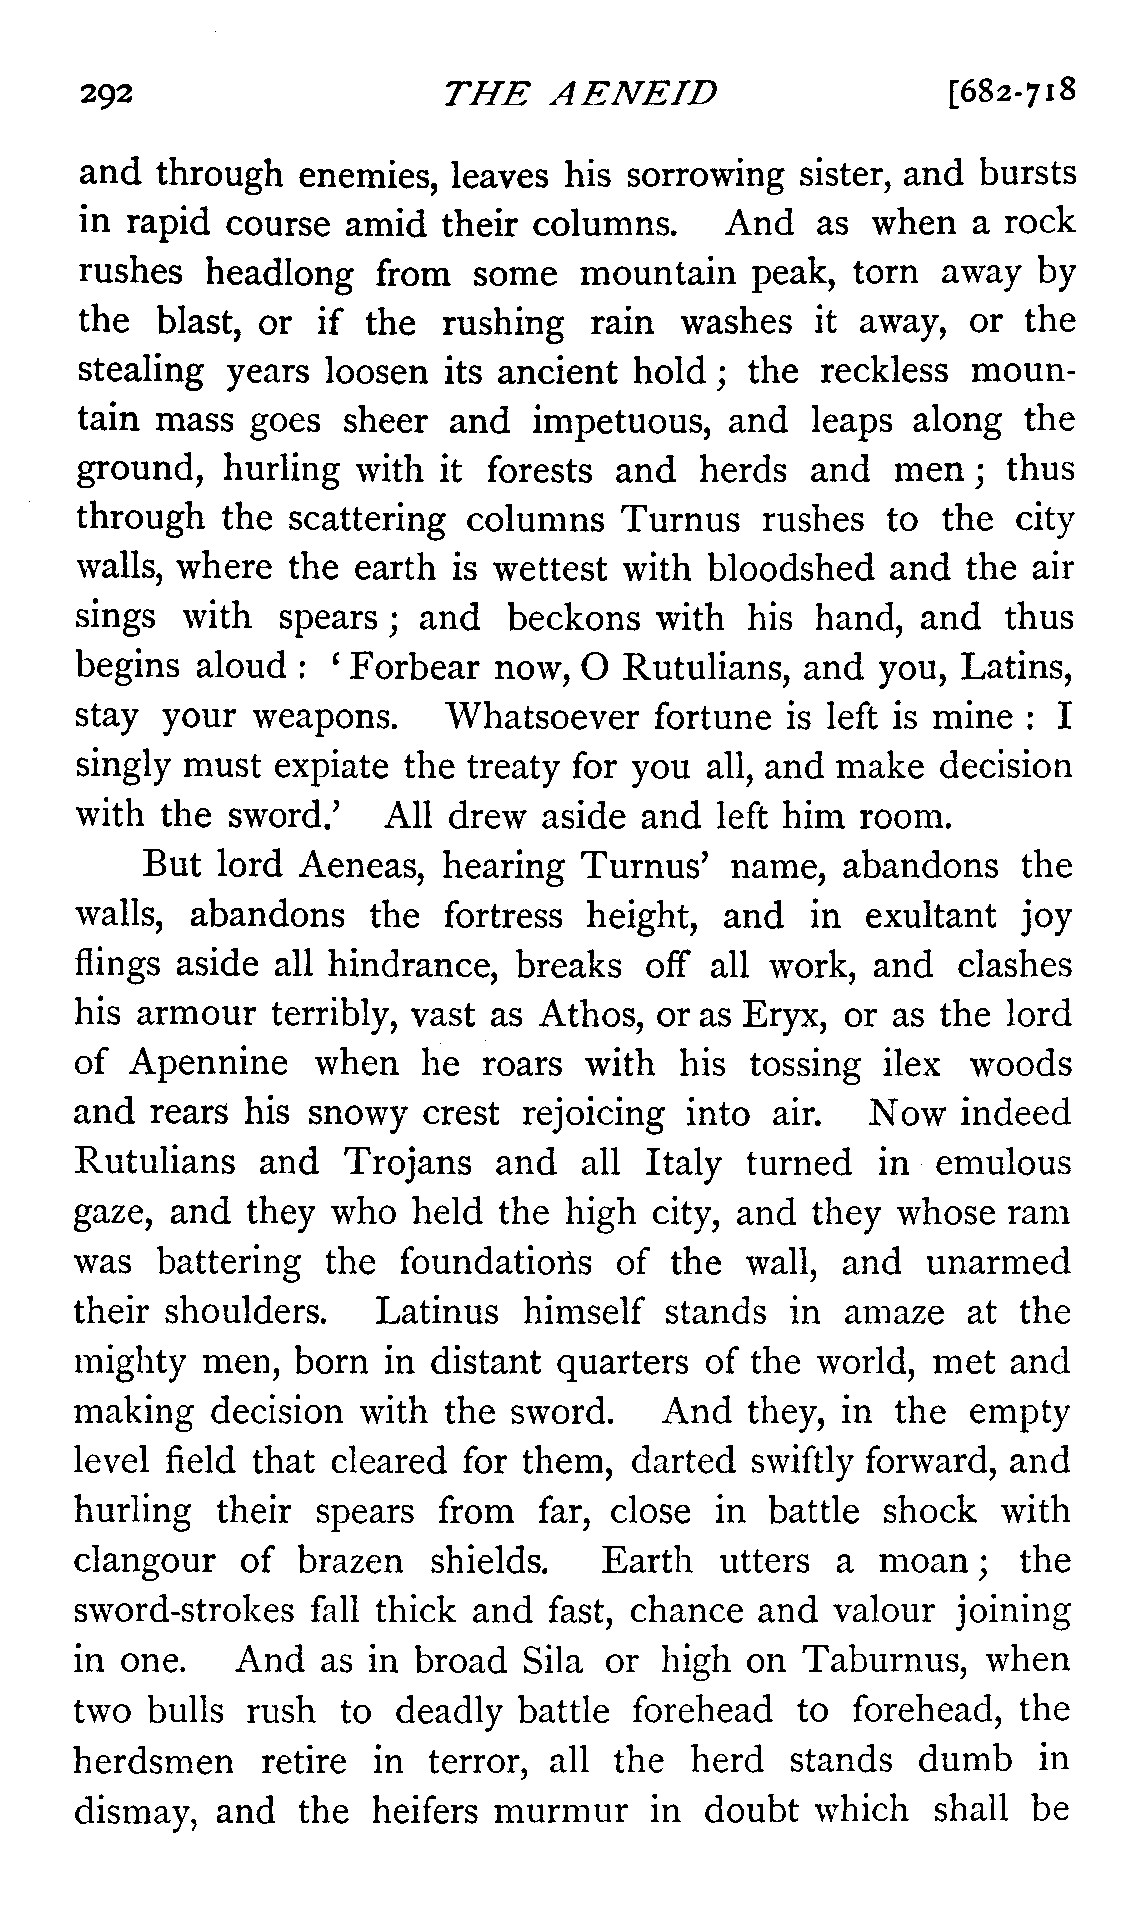 292 THE AENEID [682-718
and through enemies, leaves his sorrowing sister, and bursts
in rapid course amid their columns. And as when a rock
rushes headlong from some mountain peak, torn away by
the blast, or if the rushing rain washes it away, or the
stealing years loosen its ancient hold ; the reckless moun-
tain mass goes sheer and impetuous, and leaps along the
ground, hurling with it forests and herds and men ; thus
through the scattering columns Turnus rushes to the city
walls, where the earth is wettest with bloodshed and the air
sings with spears ; and beckons with his hand, and thus
begins aloud : ‘ Forbear now, O Rutulians, and you, Latins,
stay your weapons. Whatsoever fortune is left is mine : I
singly must expiate the treaty for you all, and make decision
with the sword.’ All drew aside and left him room.
But lord Aeneas, hearing Turnus’ name, abandons the
walls, abandons the fortress height, and in exultant joy
flings aside all hindrance, breaks off all work, and clashes
his armour terribly, vast as Athos, or as Eryx, or as the lord
of Apennine when he roars with his tossing ilex woods
and rears his snowy crest rejoicing into air. Now indeed
Rutulians and Trojans and all Italy turned in emulous
gaze, and they who held the high city, and they whose ram
was battering the foundations of the wall, and unarmed
their shoulders. Latinus himself stands in amaze at the
mighty men, born in distant quarters of the world, met and
making decision with the sword. And they, in the empty
level field that cleared for them, darted swiftly forward, and
hurling their spears from far, close in battle shock with
clangour of brazen shields. Earth utters a moan ; the
sword-strokes fall thick and fast, chance and valour joining
in one. And as in broad Sila or high on Taburnus, when
two bulls rush to deadly battle forehead to forehead, the
herdsmen retire in terror, all the herd stands dumb in
dismay, and the heifers murmur in doubt which shall be